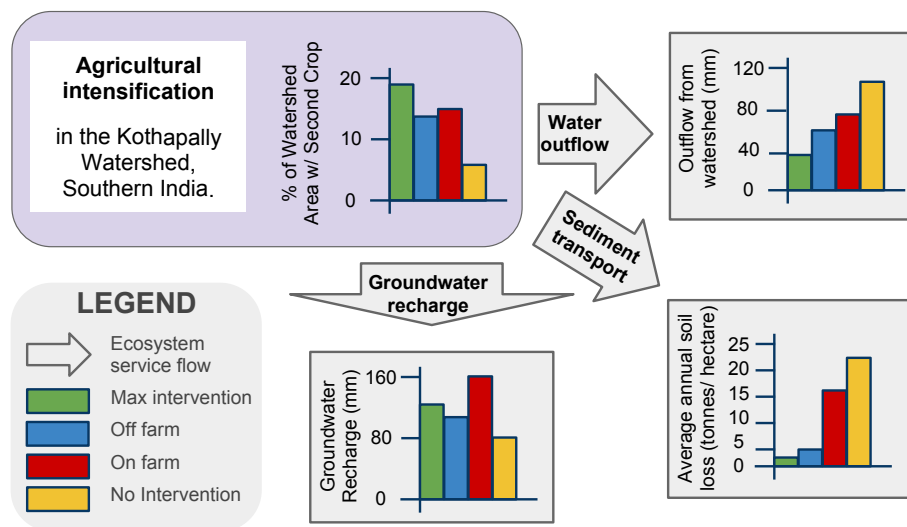 Agricultural
intensification
in the Kothapally
Watershed,
Southern India.
% of Watershed
Area w/ Second Crop
20
10
0
Water
outflow
Outflow from
watershed (mm)
120
80
40
0
Sediment
transport
Groundwater
recharge
LEGEND
Ecosystem
service flow
Max intervention
Off farm
On farm
No Intervention
Groundwater
Recharge (mm)
160
80
0
Average annual soil
loss (tonnes/ hectare)
25
20
15
10
5
0